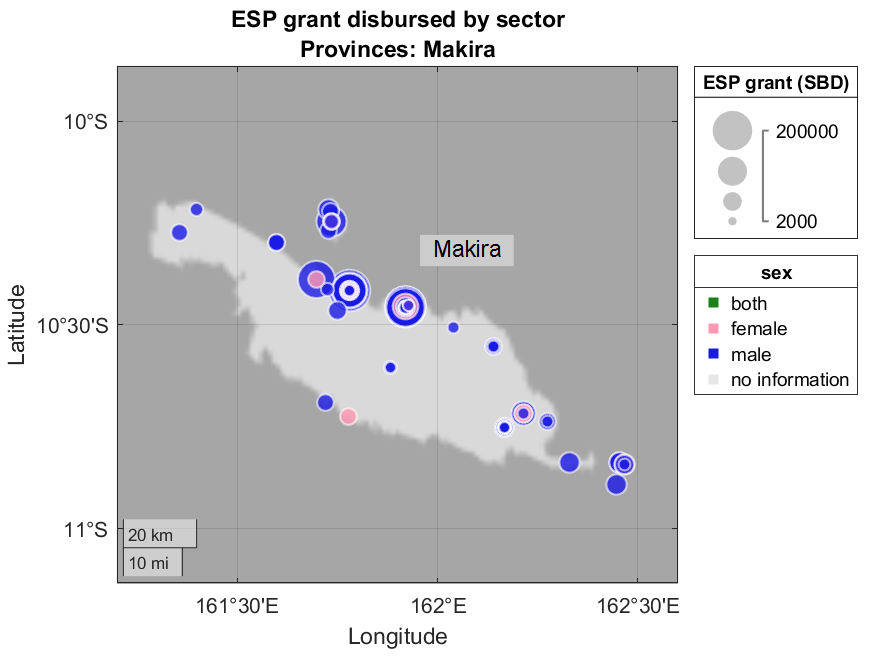 ESP grant disbursed by sector
Provinces: Makira
ESP grant (SBD)
200000
2000
sex
both
female
male
no information
Makira
10°S
10°30'S
11°S
Latitude
20 km
10 mi
161°30'E
162°E
162°30'E
Longitude